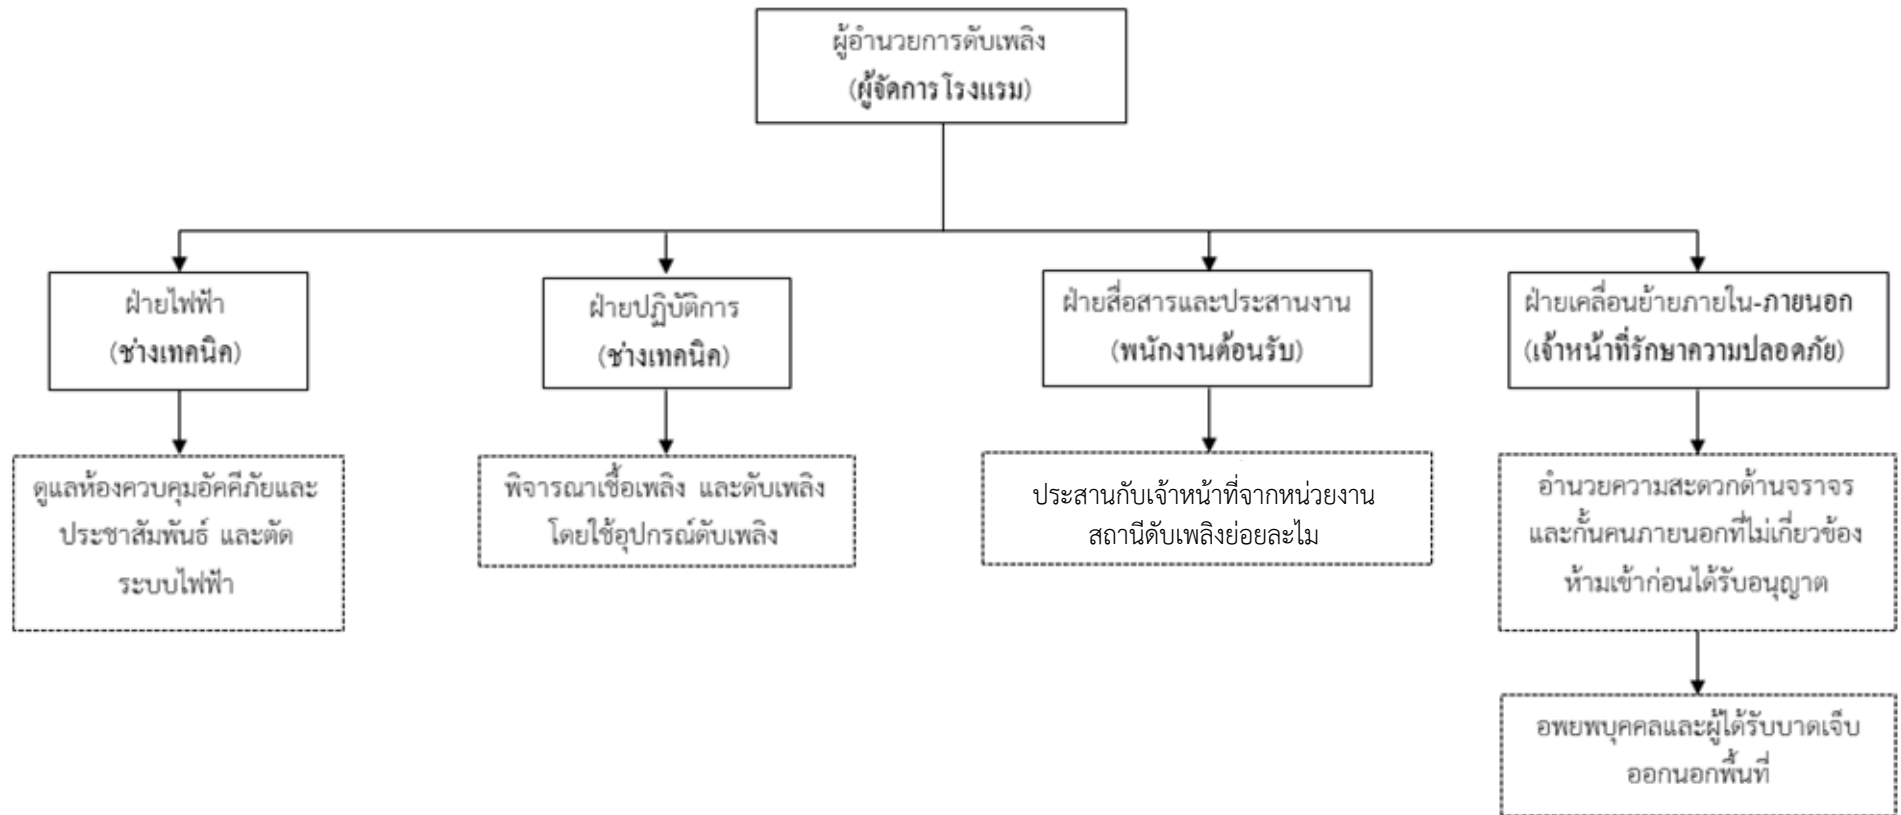 ผู้อำนวยการดับเพลิง
(ผู้จัดการโรงแรม)
ฝ่ายไฟฟ้า
(ช่างเทคนิค)
ฝ่ายปฏิบัติการ
(ช่างเทคนิค)
ฝ่ายสื่อสารและประสานงาน
(พนักงานต้อนรับ)
ฝ่ายเคลื่อนย้ายภายใน-ภายนอก
(เจ้าหน้าที่รักษาความปลอดภัย)
ดูแลห้องควบคุมอัคคีภัยและ
ประชาสัมพันธ์ และตัด
ระบบไฟฟ้า
พิจารณาเชื้อเพลิง และดับเพลิง
โดยใช้อุปกรณ์ดับเพลิง
ประสานกับเจ้าหน้าที่จากหน่วยงาน
สถานีดับเพลิงย่อยละไม
อำนวยความสะดวกด้านจราจร
และกั้นคนภายนอกที่ไม่เกี่ยวข้อง
ห้ามเข้าก่อนได้รับอนุญาต
อพยพบุคคลและผู้ได้รับบาดเจ็บ
ออกนอกพื้นที่